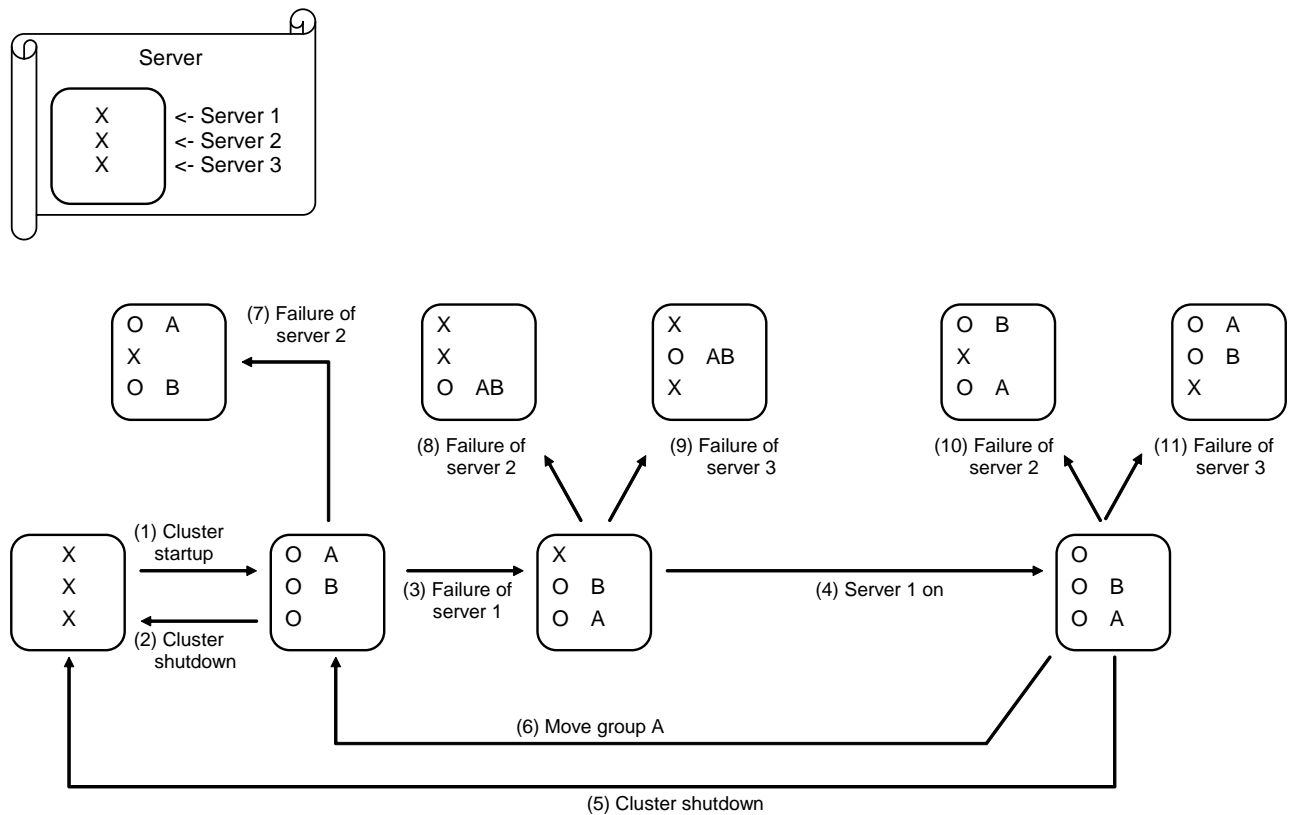 Server
X <- Server 1
X <- Server 2
X <- Server 3
O A
X
O B
(7) Failure of
server 2
X
X
O AB
X
O AB
X
O B
X
O A
O A
O B
X
(8) Failure of
server 2
(9) Failure of
server 3
(10) Failure of
server 2
(11) Failure of
server 3
X
X
X
(1) Cluster
startup
(2) Cluster
shutdown
O A
O B
O
(3) Failure of
server 1
X
O B
O A
(4) Server 1 on
O
O B
O A
(6) Move group A
(5) Cluster shutdown